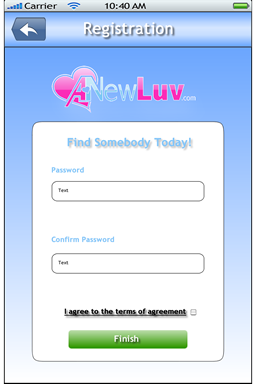 Carrier 10:40 AM
Registration
ANewLuv.com
Find Somebody Today!
Password
Text
Confirm Password
Text
I agree to the terms of agreement
Finish